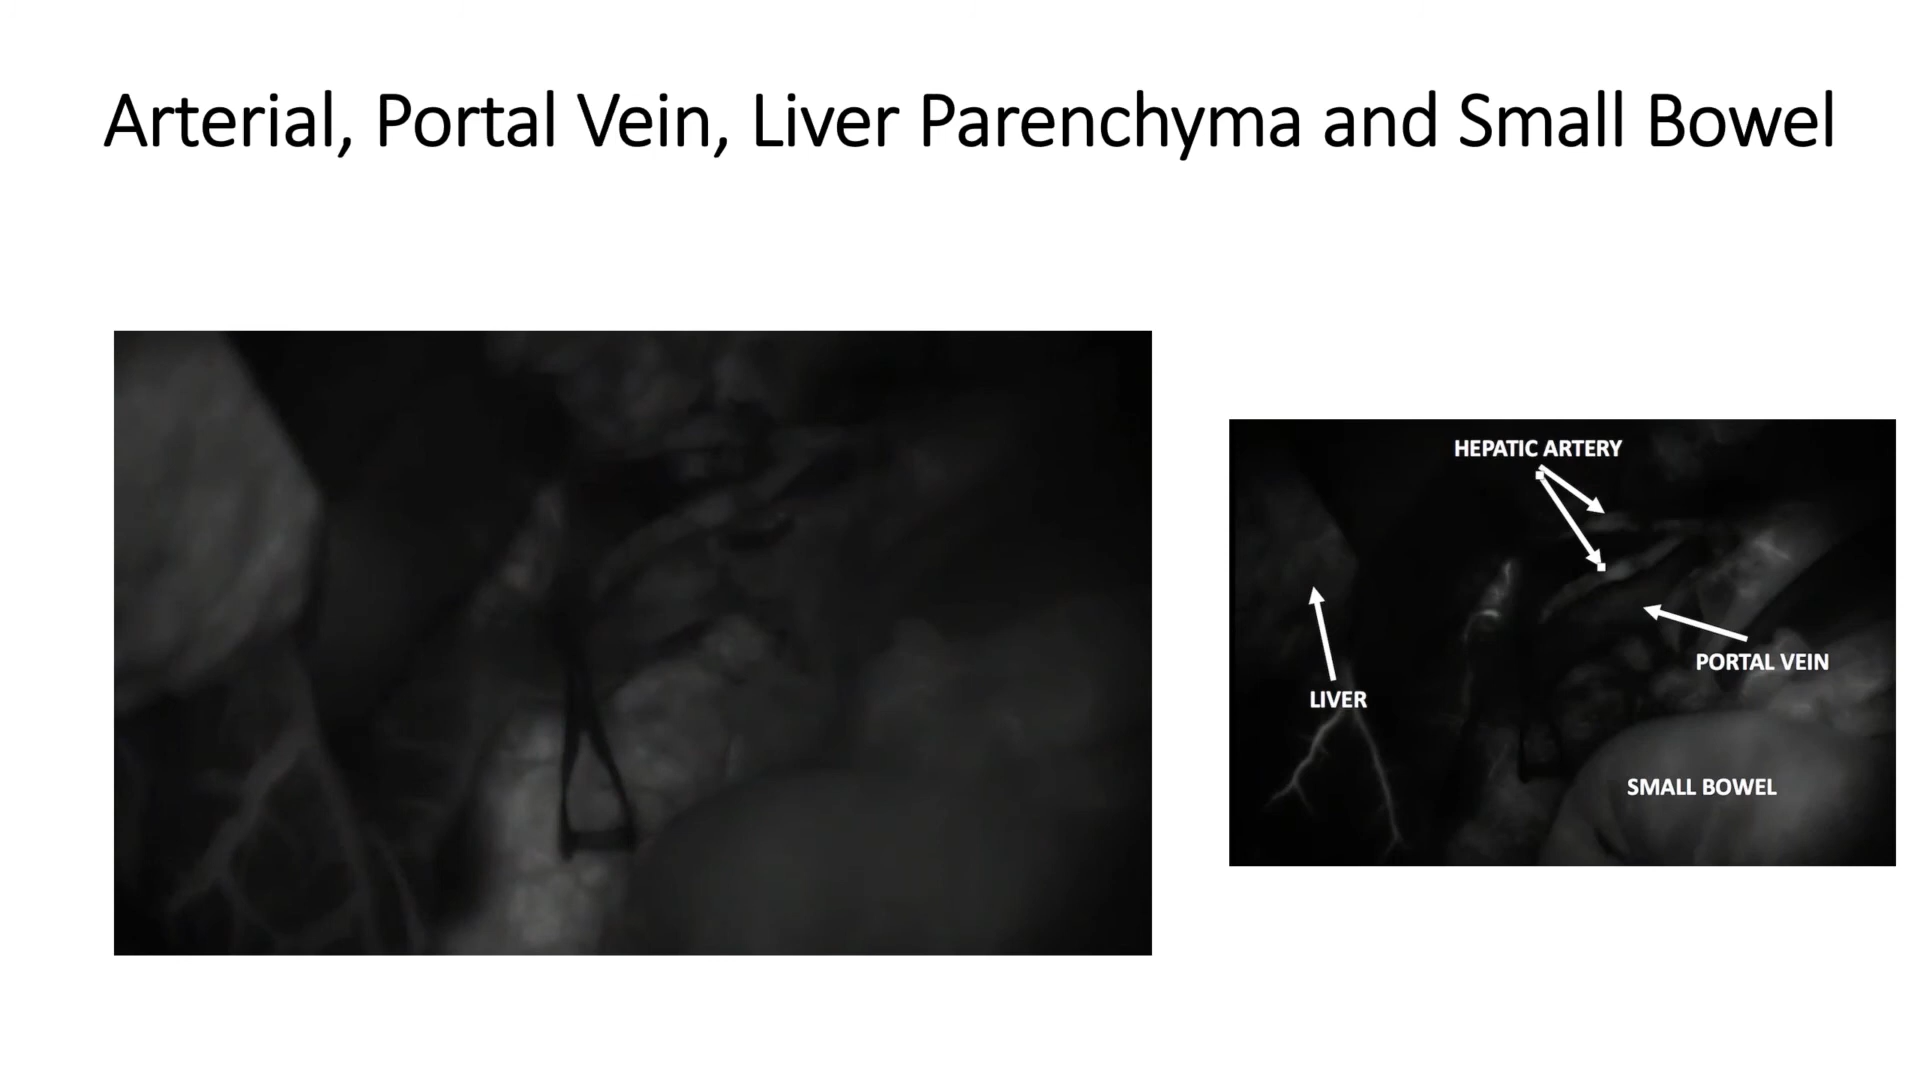 Arterial, Portal Vein, Liver Parenchyma and Small Bowel
HEPATIC ARTERY
PORTAL VEIN
LIVER
SMALL BOWEL